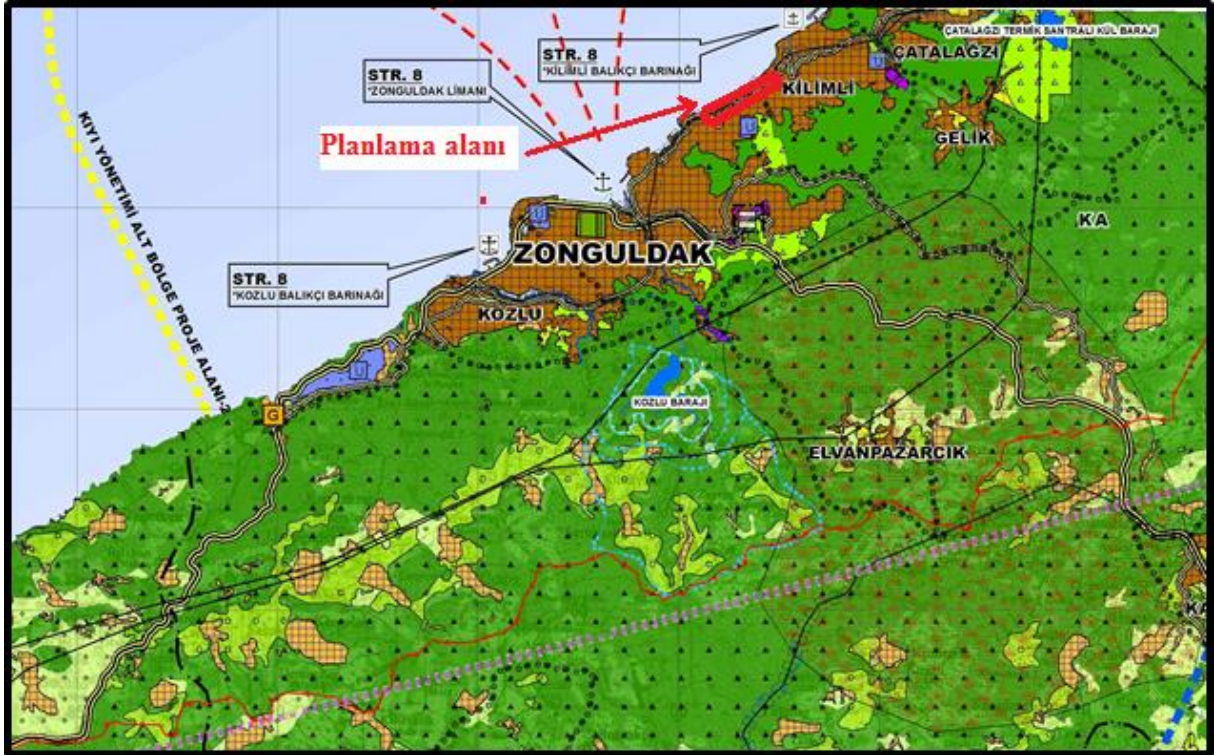 STR. 8
*KİLİMLİ BALIKÇI BARINAĞI
ÇATALAĞZI TERMİK SANTRALİ KÜL BARAJI
ÇATALAĞZI
STR. 8
*ZONGULDAK LİMANI
KİLİMLİ
Planlama alanı
GELİK
U
U
U
KIYI YÖNETİMİ ALT BÖLGE PROJE ALANI-2
KA
ZONGULDAK
STR. 8
*KOZLU BALIKÇI BARINAĞI
KOZLU
U
KOZLU BARAJI
G
ELVANPAZARCIK
KA